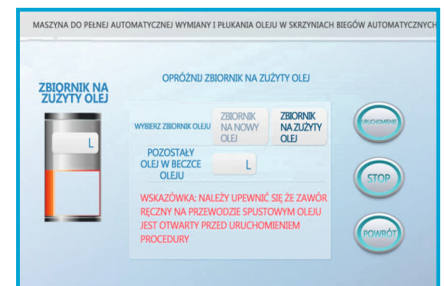 MASZYNA DO PEŁNEJ AUTOMATYCZNEJ WYMIANY I PŁUKANIA OLEJU W SKRZYNIACH BIEGÓW AUTOMATYCZNYCH
OPRÓŻNIJ ZBIORNIK NA ZUŻYTY OLEJ
ZBIORNIK NA
ZUŻYTY OLEJ
L
WYBIERZ ZBIORNIK OLEJU
ZBIORNIK
NA NOWY
OLEJ
ZBIORNIK
NA ZUŻYTY
OLEJ
POZOSTAŁY
OLEJ W BECZCE
OLEJU
L
WSKAZÓWKA: NALEŻY UPEWNIĆ SIĘ ŻE ZAWÓR
RĘCZNY NA PRZEWODZIE SPUSTOWYM OLEJU
JEST OTWARTY PRZED URUCHOMIENIEM
PROCEDURY
URUCHOMIENIE
STOP
POWRÓT